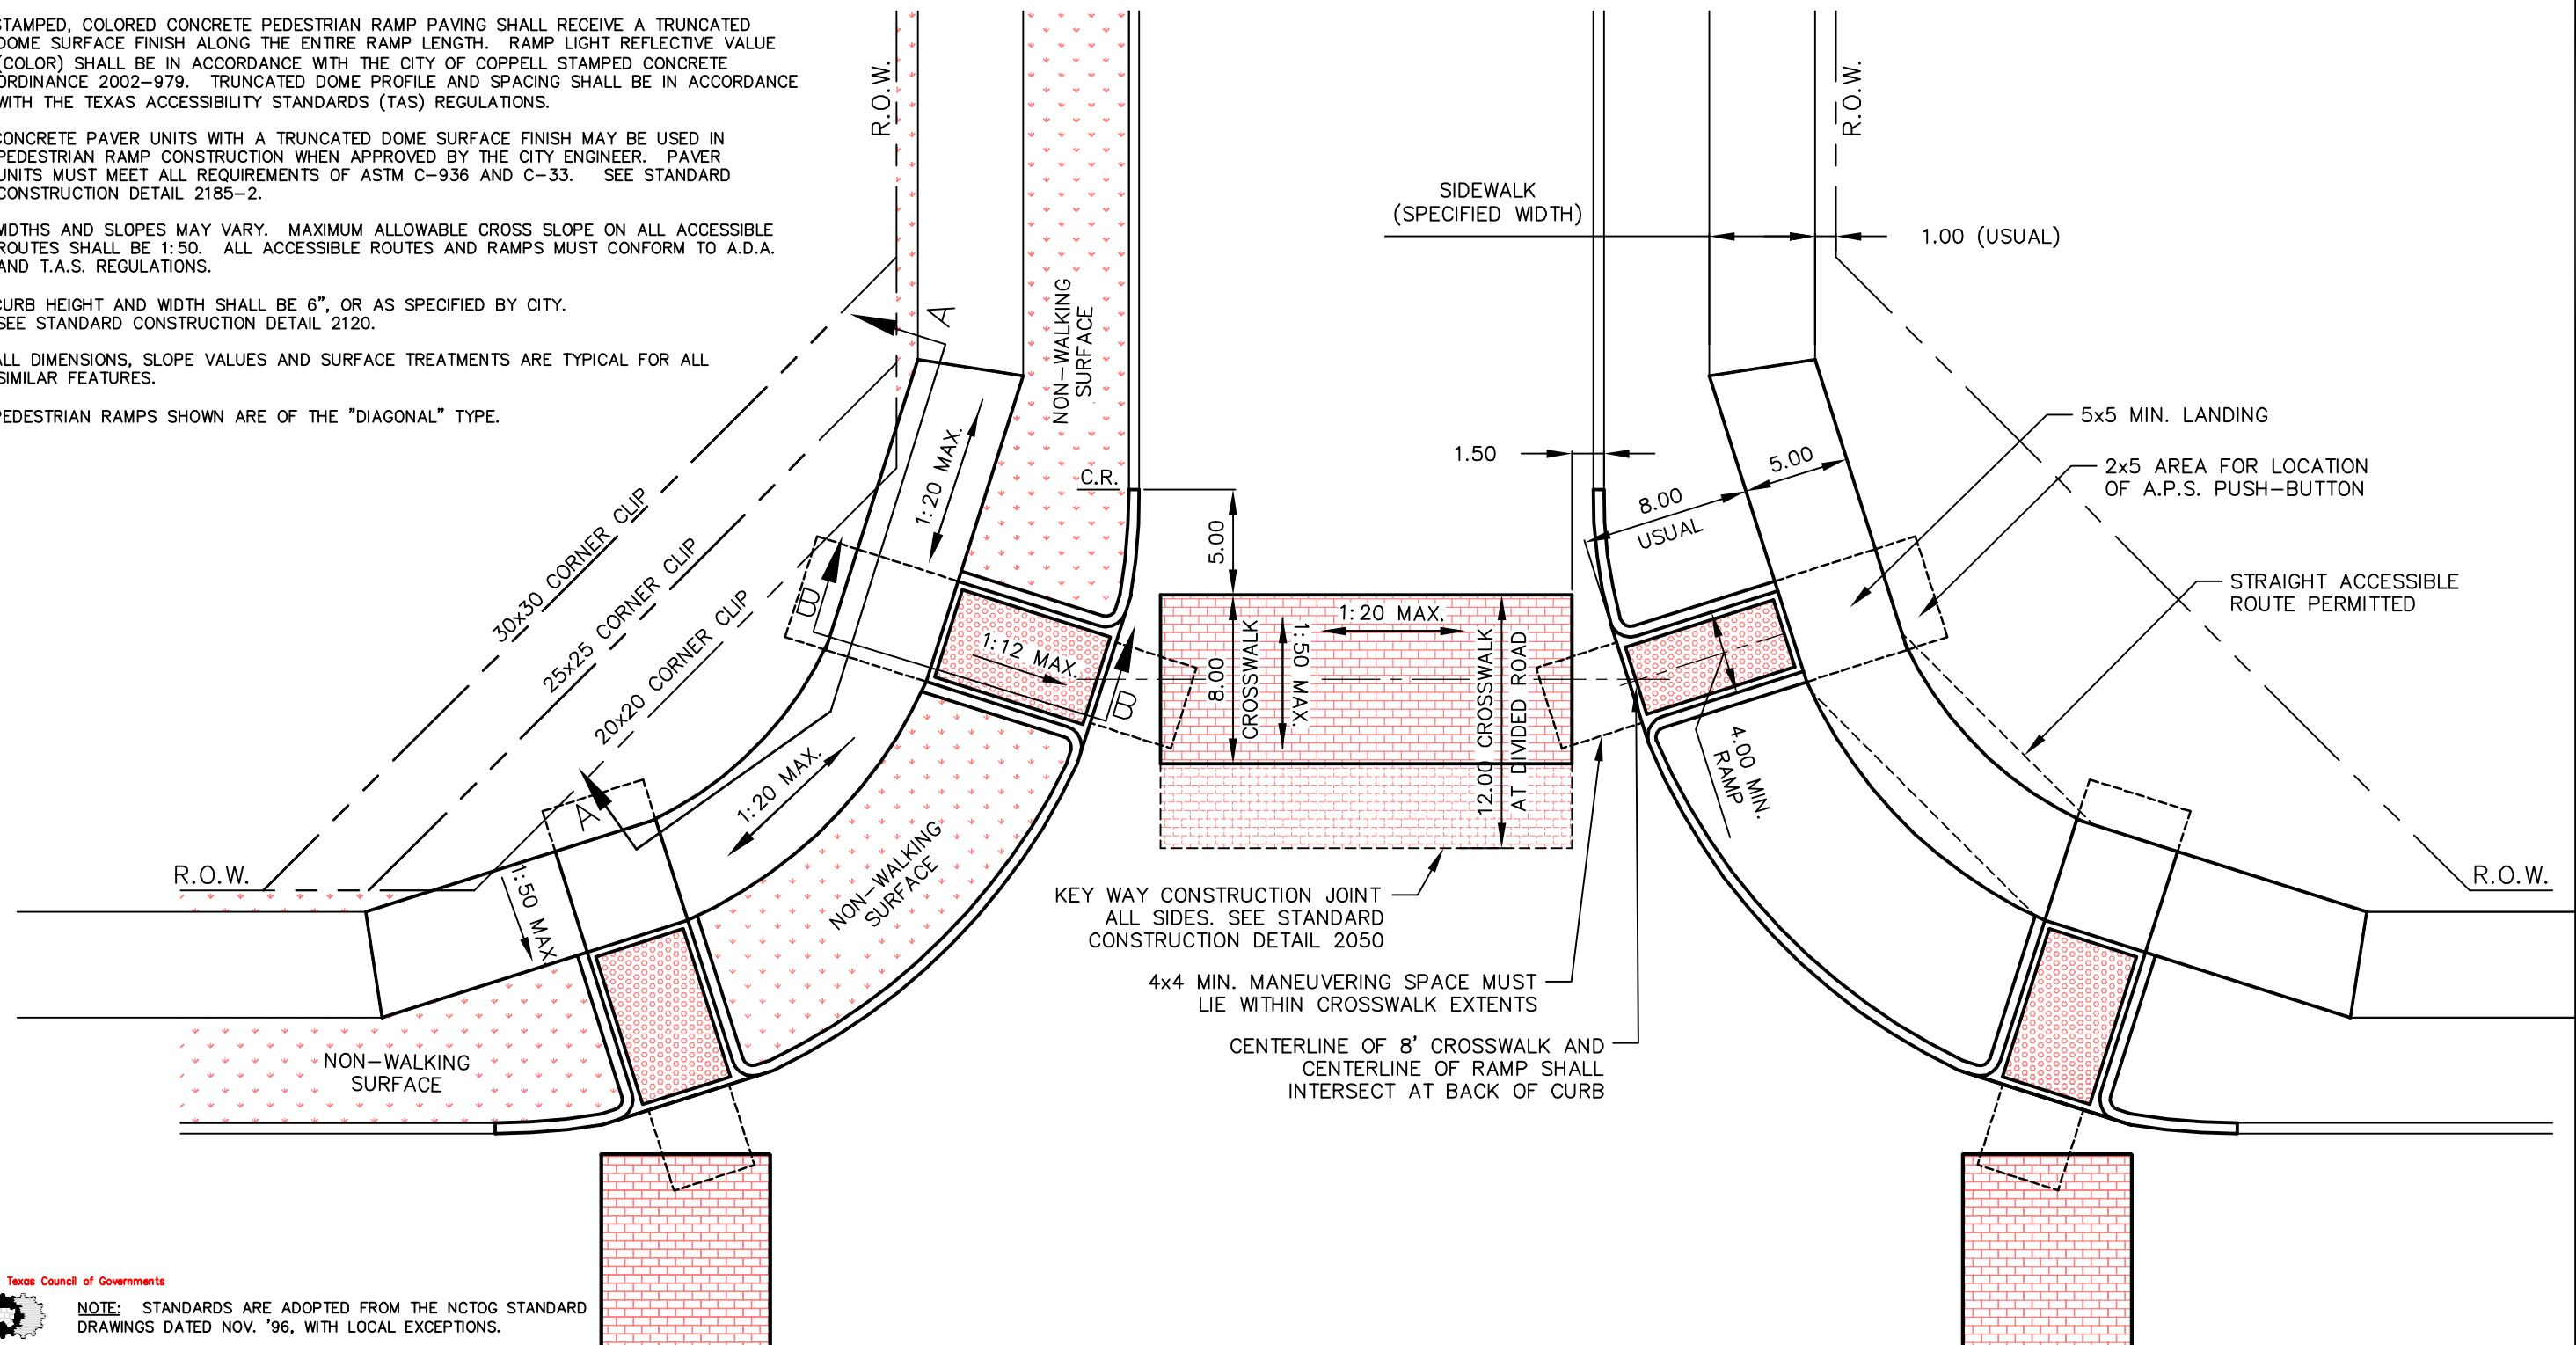 STAMPED, COLORED CONCRETE PEDESTRIAN RAMP PAVING SHALL RECEIVE A TRUNCATED
DOME SURFACE FINISH ALONG THE ENTIRE RAMP LENGTH. RAMP LIGHT REFLECTIVE VALUE
(COLOR) SHALL BE IN ACCORDANCE WITH THE CITY OF COPPELL STAMPED CONCRETE
ORDINANCE 2002-979. TRUNCATED DOME PROFILE AND SPACING SHALL BE IN ACCORDANCE
WITH THE TEXAS ACCESSIBILITY STANDARDS (TAS) REGULATIONS.
CONCRETE PAVER UNITS WITH A TRUNCATED DOME SURFACE FINISH MAY BE USED IN
PEDESTRIAN RAMP CONSTRUCTION WHEN APPROVED BY THE CITY ENGINEER. PAVER
UNITS MUST MEET ALL REQUIREMENTS OF ASTM C-936 AND C-33. SEE STANDARD
CONSTRUCTION DETAIL 2185-2.
WIDTHS AND SLOPES MAY VARY. MAXIMUM ALLOWABLE CROSS SLOPE ON ALL ACCESSIBLE
ROUTES SHALL BE 1:50. ALL ACCESSIBLE ROUTES AND RAMPS MUST CONFORM TO A.D.A.
AND T.A.S. REGULATIONS.
CURB HEIGHT AND WIDTH SHALL BE 6", OR AS SPECIFIED BY CITY.
SEE STANDARD CONSTRUCTION DETAIL 2120.
ALL DIMENSIONS, SLOPE VALUES AND SURFACE TREATMENTS ARE TYPICAL FOR ALL
SIMILAR FEATURES.
PEDESTRIAN RAMPS SHOWN ARE OF THE "DIAGONAL" TYPE.
R.O.W.
R.O.W.
SIDEWALK
(SPECIFIED WIDTH)
1.00 (USUAL)
NON-WALKING
SURFACE
A
1:20 MAX.
C.R.
5.00
1.50
8.00
USUAL
5.00
5x5 MIN. LANDING
2x5 AREA FOR LOCATION
OF A.P.S. PUSH-BUTTON
STRAIGHT ACCESSIBLE
ROUTE PERMITTED
30x30 CORNER CLIP
25x25 CORNER CLIP
20x20 CORNER CLIP
B
1:12 MAX.
B
8.00
CROSSWALK
1:50 MAX.
1:20 MAX.
12.00 CROSSWALK
AT DIVIDED ROAD
4.00 MIN.
RAMP
1:20 MAX.
A
NON-WALKING
SURFACE
R.O.W.
1:50 MAX
R.O.W.
KEY WAY CONSTRUCTION JOINT
ALL SIDES. SEE STANDARD
CONSTRUCTION DETAIL 2050
4x4 MIN. MANEUVERING SPACE MUST
LIE WITHIN CROSSWALK EXTENTS
CENTERLINE OF 8' CROSSWALK AND
CENTERLINE OF RAMP SHALL
INTERSECT AT BACK OF CURB
NON-WALKING
SURFACE
Texas Council of Governments
NOTE: STANDARDS ARE ADOPTED FROM THE NCTOG STANDARD
DRAWINGS DATED NOV. '96, WITH LOCAL EXCEPTIONS.